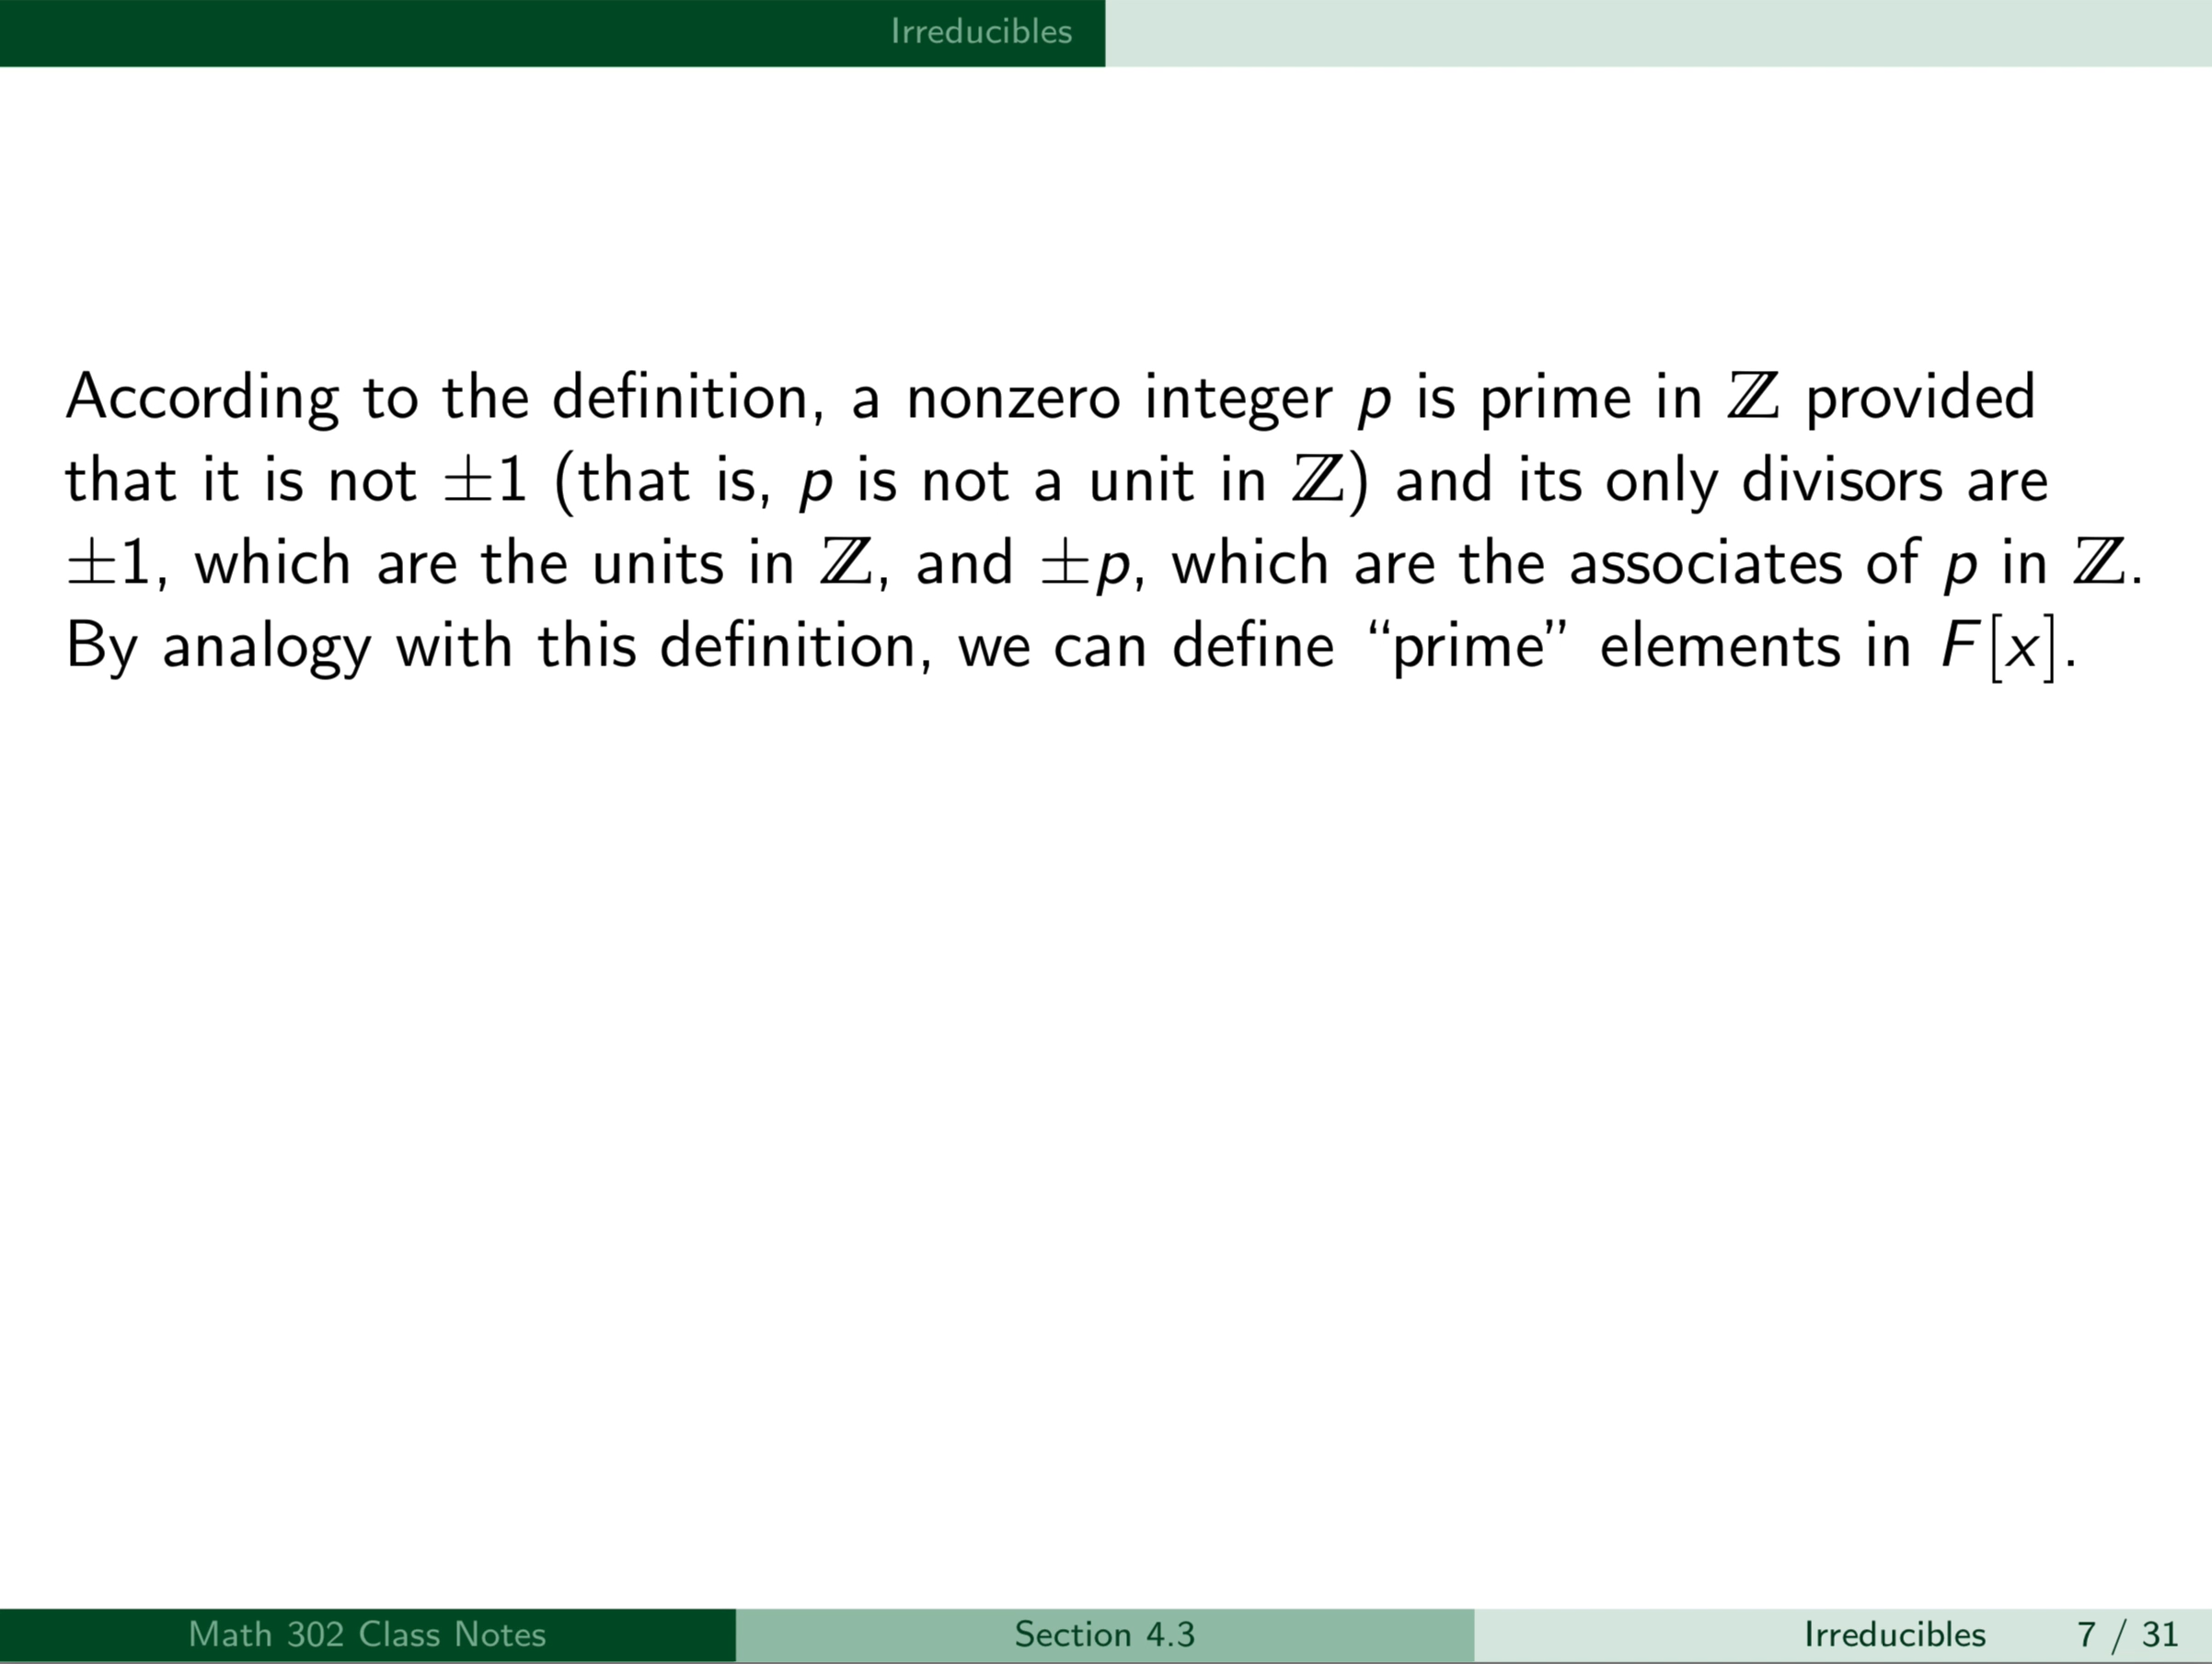 Irreducibles
According to the definition, a nonzero integer p is prime in ℤ provided
that it is not ±1 (that is, p is not a unit in ℤ) and its only divisors are
±1, which are the units in ℤ, and ±p, which are the associates of p in ℤ.
By analogy with this definition, we can define “prime” elements in F[x].
Math 302 Class Notes Section 4.3 Irreducibles 7 / 31